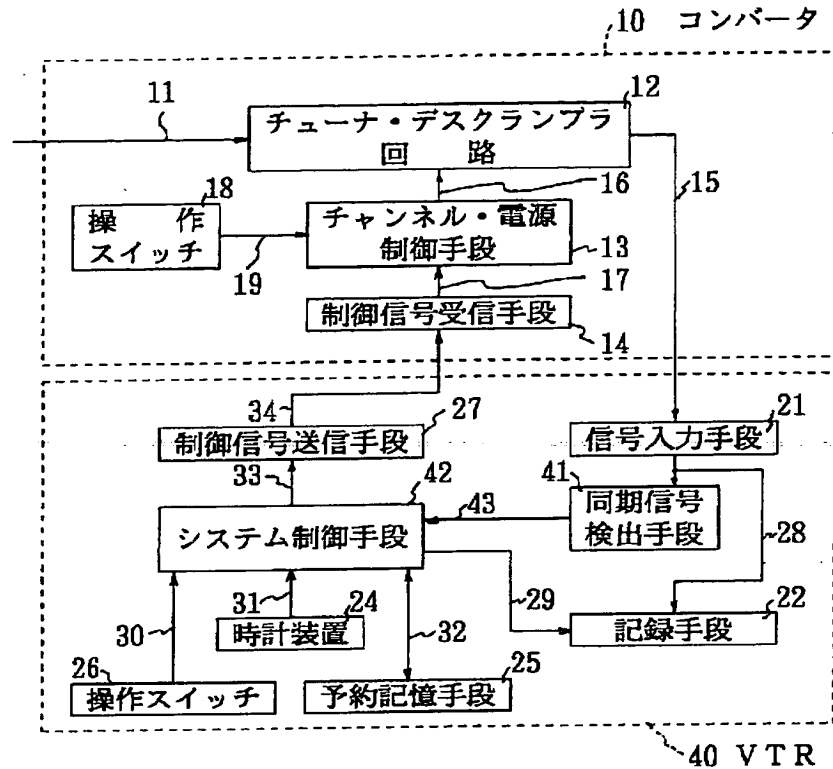 10 コンバータ
11
12
チューナ・デスクランブラ
回路
16
15
18
操作
スイッチ
19
チャンネル・電源
制御手段
13
17
制御信号受信手段
14
34
27
制御信号送信手段
33
42
システム制御手段
43
21
信号入力手段
41
同期信号
検出手段
28
30
31
24
時計装置
32
29
22
記録手段
26
操作スイッチ
25
予約記憶手段
40 VTR